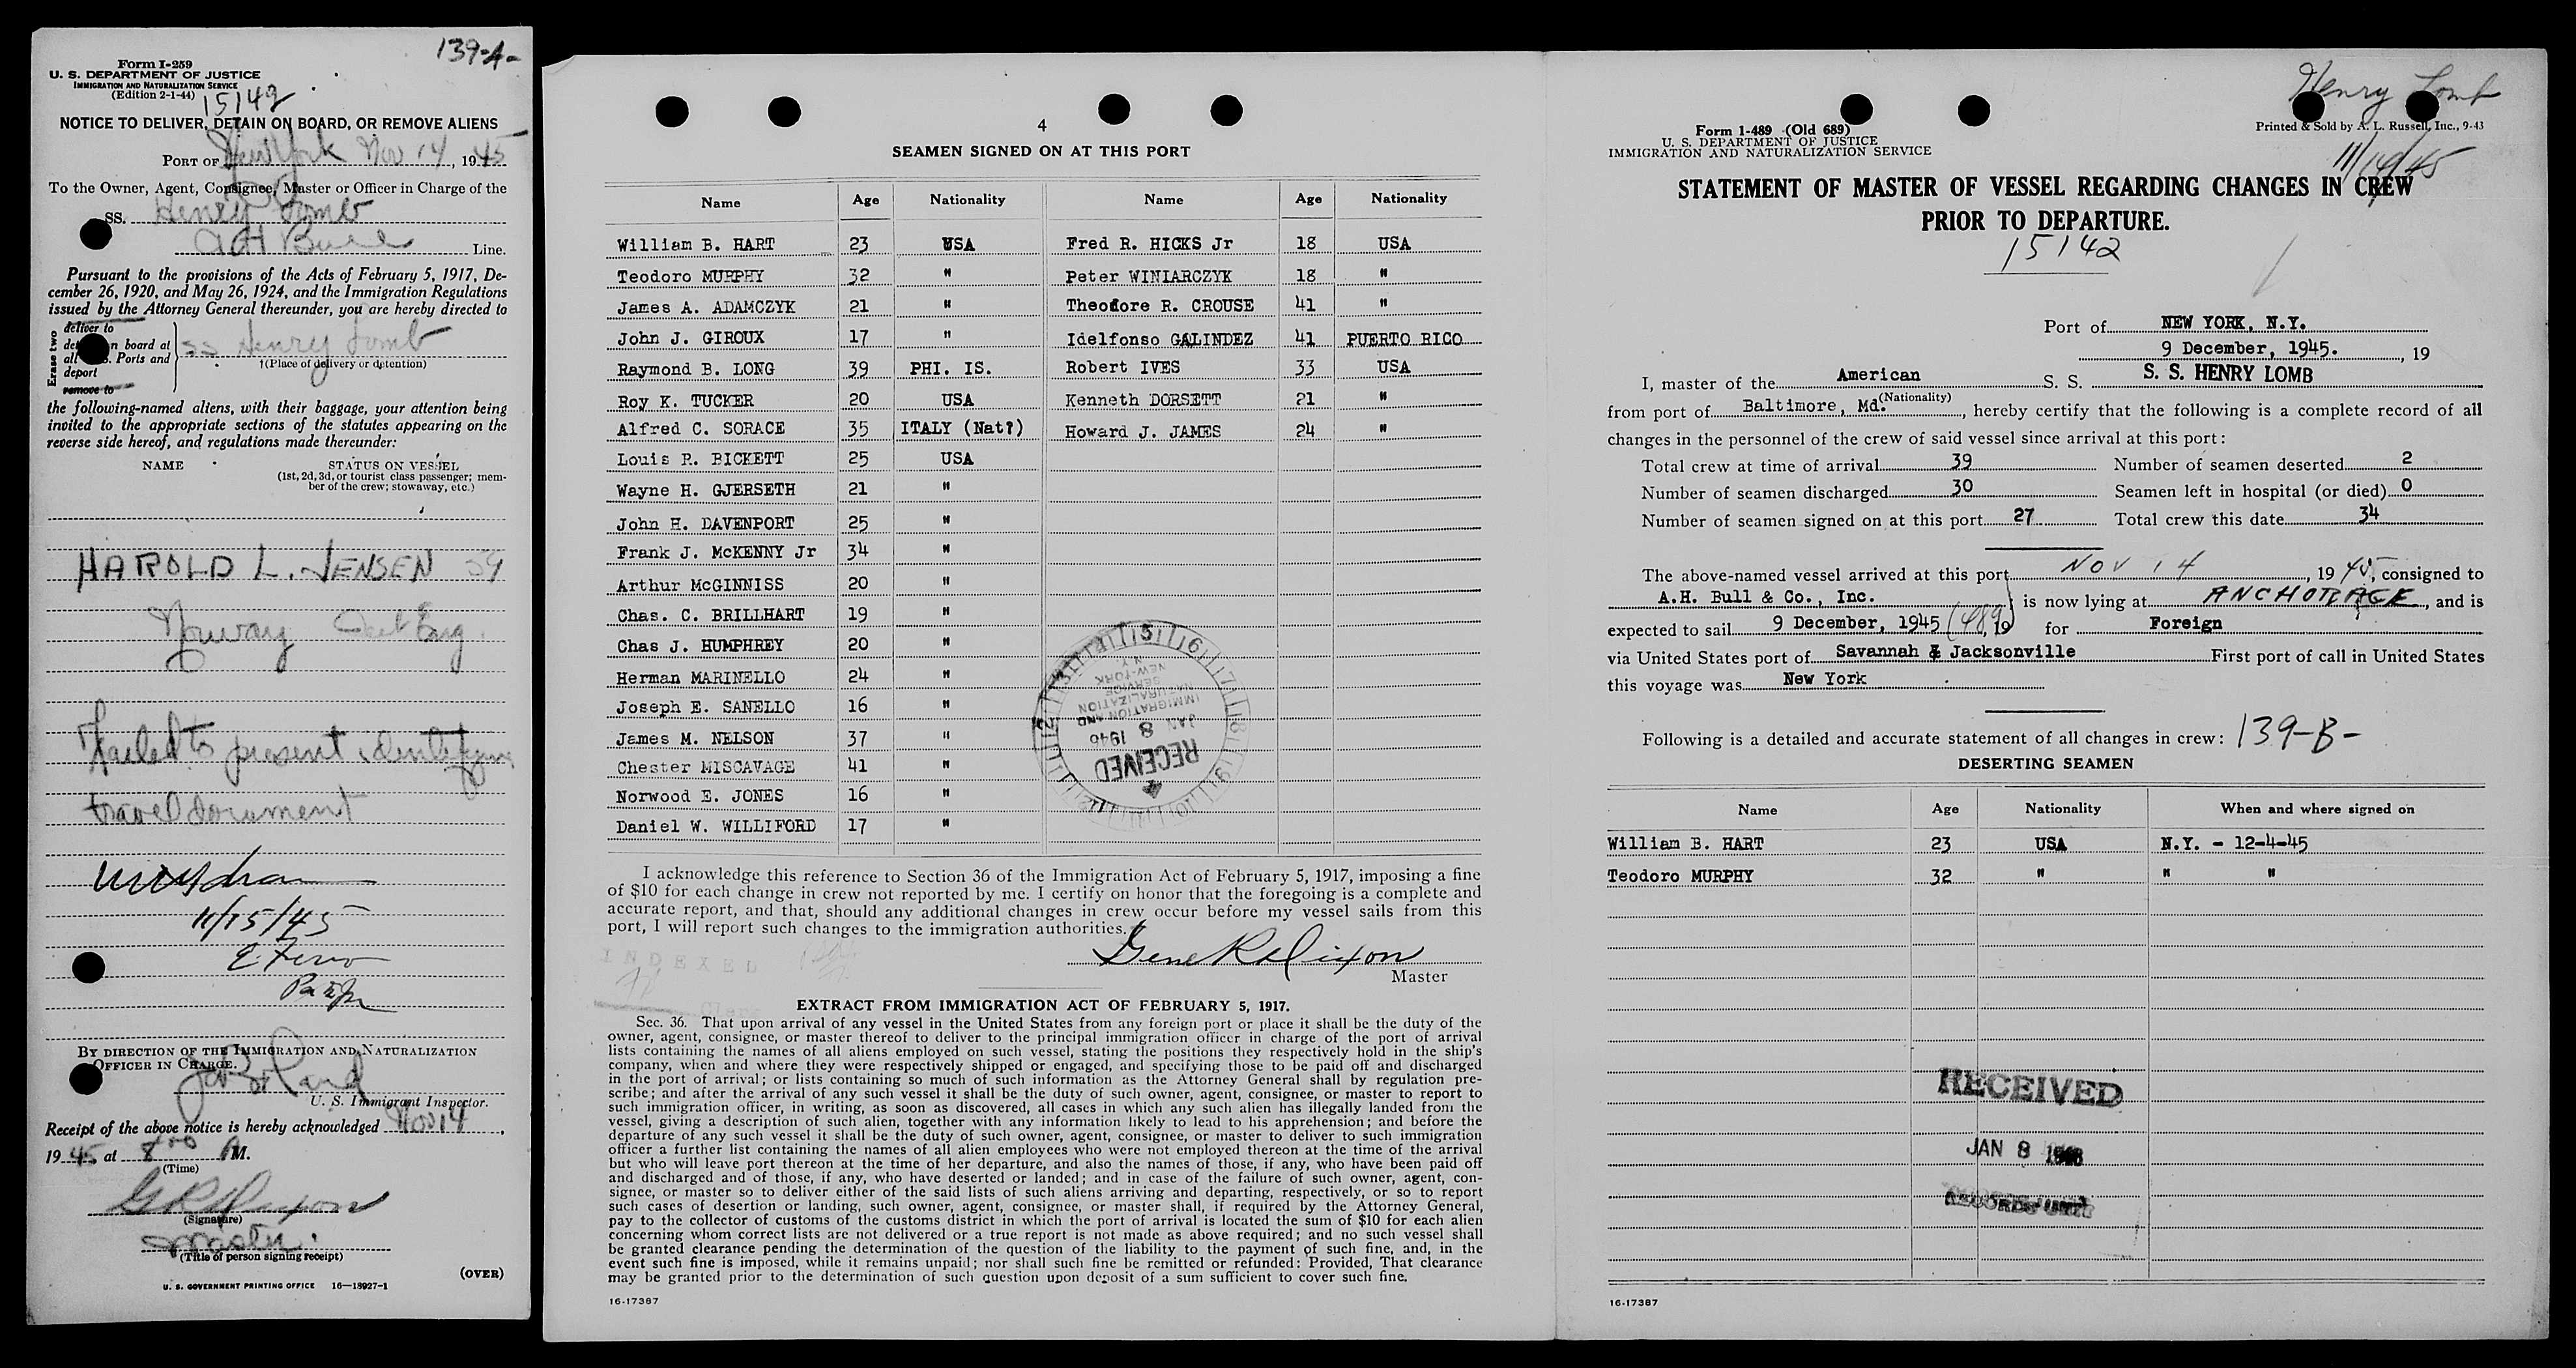 139-A-
Form I-259
U. S. DEPARTMENT OF JUSTICE
IMMIGRATION AND NATURALIZATION SERVICE
(Edition 2-1-44)
15142
NOTICE TO DELIVER, DETAIN ON BOARD, OR REMOVE ALIENS
PORT OF New York Nov 14, 1945
To the Owner, Agent, Consignee, Master or Officer in Charge of the
SS. Henry Lomb
A H Bull Line.
Pursuant to the provisions of the Acts of February 5, 1917, De-
cember 26, 1920, and May 26, 1924, and the Immigration Regulations
issued by the Attorney General thereunder, you are hereby directed to
Erase two
deliver to
n board at
all Ports and
deport
remove to
SS Henry Lomb
†(Place of delivery or detention)
the following-named aliens, with their baggage, your attention being
invited to the appropriate sections of the statutes appearing on the
reverse side hereof, and regulations made thereunder:
NAME STATUS ON VESSEL
(1st, 2d, 3d, or tourist class passenger; mem-
ber of the crew; stowaway, etc.)
HAROLD L. JENSEN 59
Norway
Failed to present identifying
travel document
11/15/45
BY DIRECTION OF THE IMMIGRATION AND NATURALIZATION
OFFICER IN CHARGE.
U. S. Immigrant Inspector.
Receipt of the above notice is hereby acknowledged Nov 14,
1945 at 8 00 AM.
(Time)
G R Dixon
(Signature)
Master.
(Title of person signing receipt)
(OVER)
U. S. GOVERNMENT PRINTING OFFICE 16—18927-1
4
SEAMEN SIGNED ON AT THIS PORT
Name Age Nationality Name Age Nationality
William B. HART 23 USA Fred R. HICKS Jr 18 USA
Teodoro MURPHY 32 " Peter WINIARCZYK 18 "
James A. ADAMCZYK 21 " Theodore R. CROUSE 41 "
John J. GIROUX 17 " Idelfonso GALINDEZ 41 PUERTO RICO
Raymond B. LONG 39 PHI. IS. Robert IVES 33 USA
Roy K. TUCKER 20 USA Kenneth DORSETT 21 "
Alfred C. SORACE 35 ITALY (Nat?) Howard J. JAMES 24 "
Louis R. BICKETT 25 USA
Wayne H. GJERSETH 21 "
John H. DAVENPORT 25 "
Frank J. McKENNY Jr 34 "
Arthur McGINNISS 20 "
Chas. C. BRILLHART 19 "
Chas J. HUMPHREY 20 "
Herman MARINELLO 24 "
Joseph E. SANELLO 16 "
James M. NELSON 37 "
Chester MISCAVAGE 41 "
Norwood E. JONES 16 "
Daniel W. WILLIFORD 17 "
RECEIVED
JAN 8 1946
IMMIGRATION AND
NATURALIZATION
SERVICE
NEW-YORK
N.Y.
I acknowledge this reference to Section 36 of the Immigration Act of February 5, 1917, imposing a fine
of $10 for each change in crew not reported by me. I certify on honor that the foregoing is a complete and
accurate report, and that, should any additional changes in crew occur before my vessel sails from this
port, I will report such changes to the immigration authorities.
INDEXED
Gene R Dixon
Master
EXTRACT FROM IMMIGRATION ACT OF FEBRUARY 5, 1917.
Sec. 36. That upon arrival of any vessel in the United States from any foreign port or place it shall be the duty of the
owner, agent, consignee, or master thereof to deliver to the principal immigration officer in charge of the port of arrival
lists containing the names of all aliens employed on such vessel, stating the positions they respectively hold in the ship's
company, when and where they were respectively shipped or engaged, and specifying those to be paid off and discharged
in the port of arrival; or lists containing so much of such information as the Attorney General shall by regulation pre-
scribe; and after the arrival of any such vessel it shall be the duty of such owner, agent, consignee, or master to report to
such immigration officer, in writing, as soon as discovered, all cases in which any such alien has illegally landed from the
vessel, giving a description of such alien, together with any information likely to lead to his apprehension; and before the
departure of any such vessel it shall be the duty of such owner, agent, consignee, or master to deliver to such immigration
officer a further list containing the names of all alien employees who were not employed thereon at the time of the arrival
but who will leave port thereon at the time of her departure, and also the names of those, if any, who have been paid off
and discharged and of those, if any, who have deserted or landed; and in case of the failure of such owner, agent, con-
signee, or master so to deliver either of the said lists of such aliens arriving and departing, respectively, or so to report
such cases of desertion or landing, such owner, agent, consignee, or master shall, if required by the Attorney General,
pay to the collector of customs of the customs district in which the port of arrival is located the sum of $10 for each alien
concerning whom correct lists are not delivered or a true report is not made as above required; and no such vessel shall
be granted clearance pending the determination of the question of the liability to the payment of such fine, and, in the
event such fine is imposed, while it remains unpaid; nor shall such fine be remitted or refunded: Provided, That clearance
may be granted prior to the determination of such question upon deposit of a sum sufficient to cover such fine.
16-17387
Henry Lomb
Form I-489 (Old 689)
U. S. DEPARTMENT OF JUSTICE
IMMIGRATION AND NATURALIZATION SERVICE
Printed & Sold by A. L. Russell, Inc., 9-43
11/14/45
STATEMENT OF MASTER OF VESSEL REGARDING CHANGES IN CREW
PRIOR TO DEPARTURE.
15142
Port of NEW YORK, N.Y.
9 December, 1945. , 19
I, master of the American S. S. S. S. HENRY LOMB
(Nationality)
from port of Baltimore, Md. , hereby certify that the following is a complete record of all
changes in the personnel of the crew of said vessel since arrival at this port:
Total crew at time of arrival 39 Number of seamen deserted 2
Number of seamen discharged 30 Seamen left in hospital (or died) 0
Number of seamen signed on at this port 27 Total crew this date 34
The above-named vessel arrived at this port NOV 14, 1945, consigned to
A.H. Bull & Co., Inc. is now lying at ANCHORAGE, and is
expected to sail 9 December, 1945 (489) , 19 for Foreign
via United States port of Savannah & Jacksonville First port of call in United States
this voyage was New York
Following is a detailed and accurate statement of all changes in crew: 139-B-
DESERTING SEAMEN
Name Age Nationality When and where signed on
William B. HART 23 USA N.Y. - 12-4-45
Teodoro MURPHY 32 " " "
RECEIVED
JAN 8 1946
RECORDS UNIT
16-17387